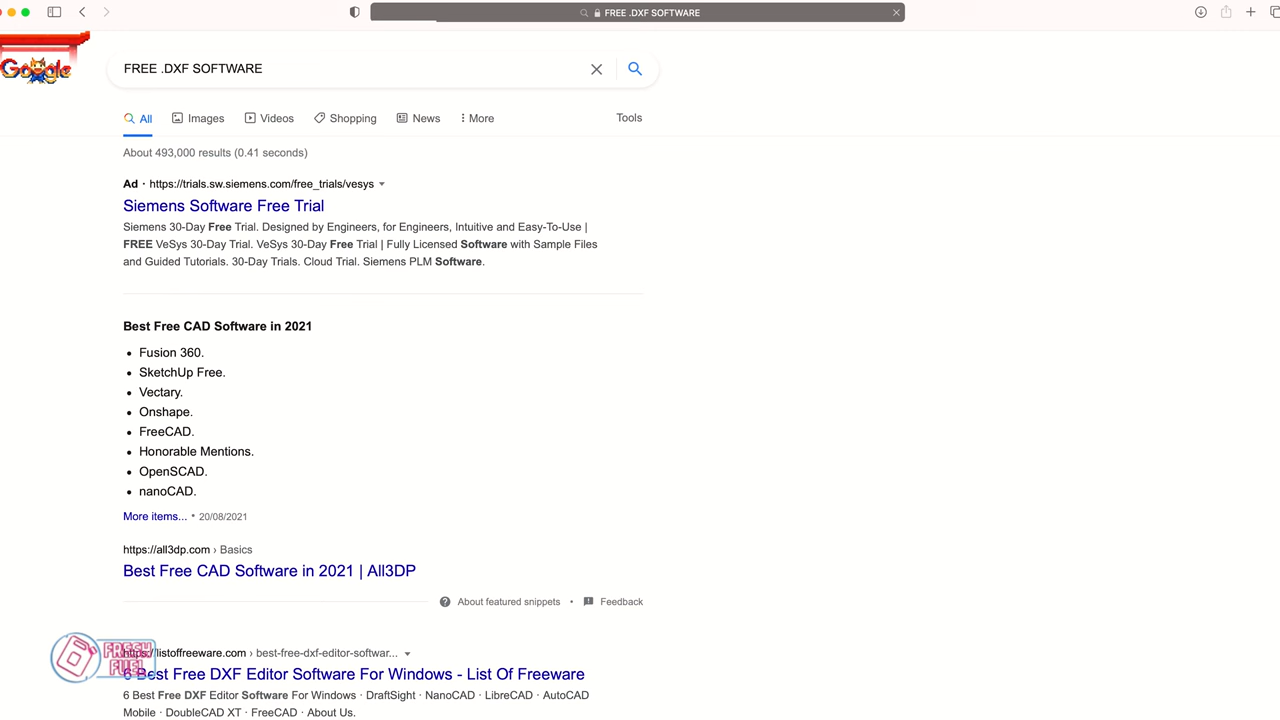 FREE .DXF SOFTWARE
Google
FREE .DXF SOFTWARE
All Images Videos Shopping News More Tools
About 493,000 results (0.41 seconds)
Ad · https://trials.sw.siemens.com/free_trials/vesys
Siemens Software Free Trial
Siemens 30-Day Free Trial. Designed by Engineers, for Engineers, Intuitive and Easy-To-Use |
FREE VeSys 30-Day Trial. VeSys 30-Day Free Trial | Fully Licensed Software with Sample Files
and Guided Tutorials. 30-Day Trials. Cloud Trial. Siemens PLM Software.
Best Free CAD Software in 2021
• Fusion 360.
• SketchUp Free.
• Vectary.
• Onshape.
• FreeCAD.
• Honorable Mentions.
• OpenSCAD.
• nanoCAD.
More items... • 20/08/2021
https://all3dp.com › Basics
Best Free CAD Software in 2021 | All3DP
About featured snippets • Feedback
https://listoffreeware.com › best-free-dxf-editor-softwar...
6 Best Free DXF Editor Software For Windows - List Of Freeware
6 Best Free DXF Editor Software For Windows · DraftSight · NanoCAD · LibreCAD · AutoCAD
Mobile · DoubleCAD XT · FreeCAD · About Us.
FRESH
FUEL